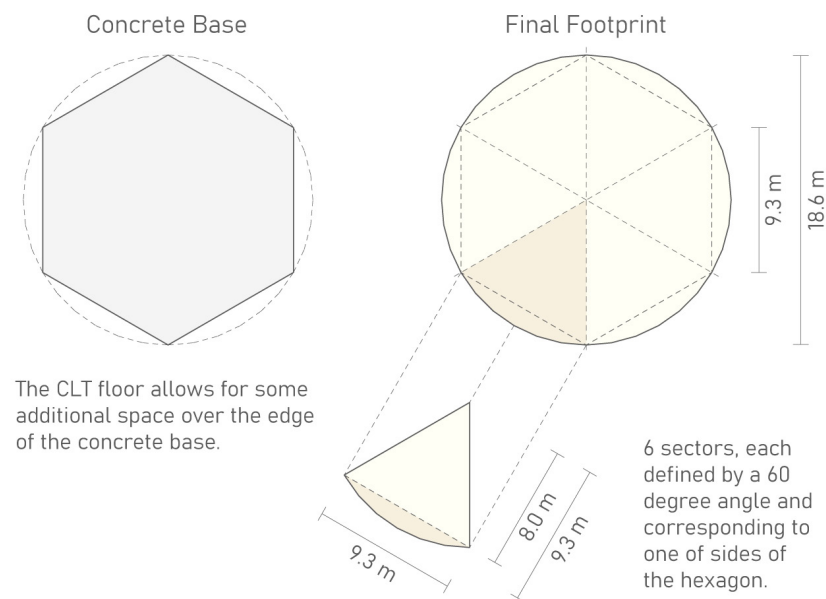 Concrete Base
Final Footprint
9.3 m
18.6 m
The CLT floor allows for some
additional space over the edge
of the concrete base.
9.3 m
8.0 m
9.3 m
6 sectors, each
defined by a 60
degree angle and
corresponding to
one of sides of
the hexagon.